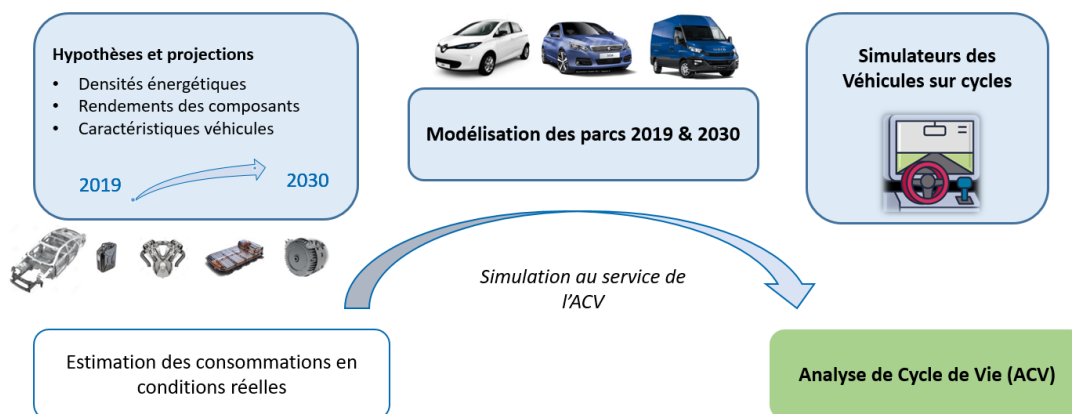 Hypothèses et projections
• Densités énergétiques
• Rendements des composants
• Caractéristiques véhicules
2019
2030
Modélisation des parcs 2019 & 2030
Simulateurs des
Véhicules sur cycles
Simulation au service de
l’ACV
Estimation des consommations en
conditions réelles
Analyse de Cycle de Vie (ACV)